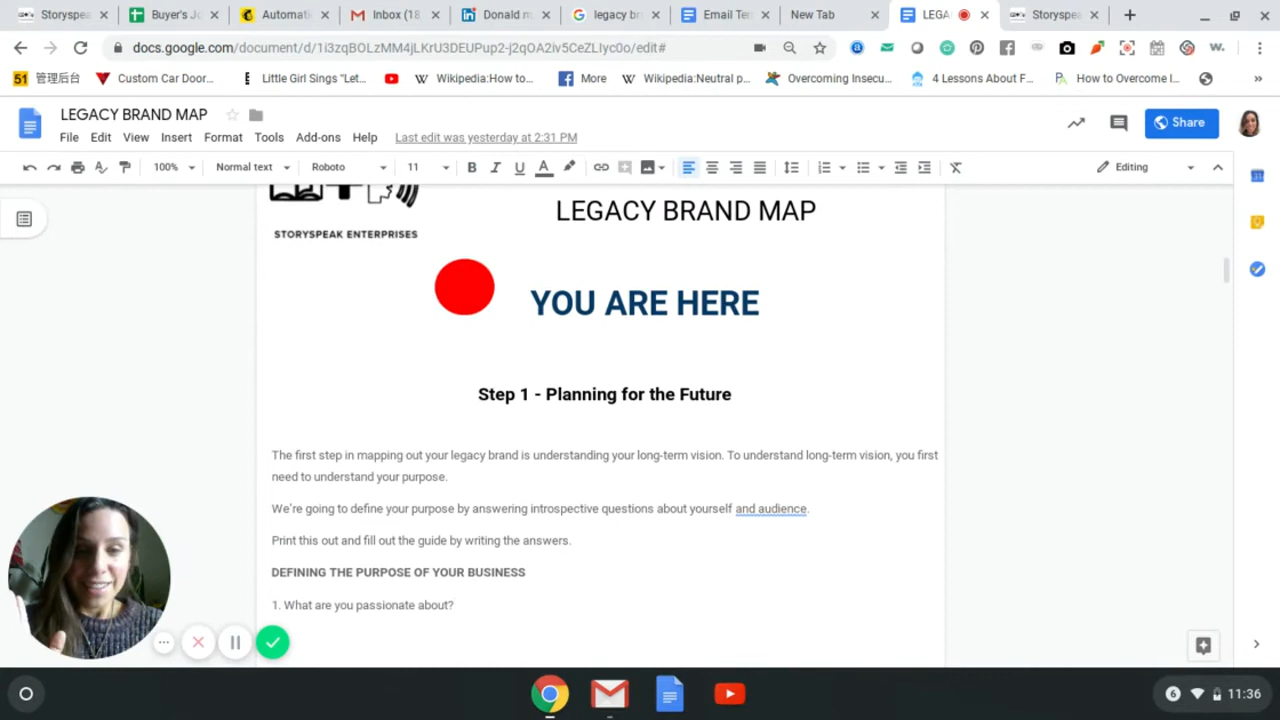 Storyspea
Buyer's Jo
Automati
Inbox (18
Donald m
legacy br
Email Ter
New Tab
LEGA
Storyspea
docs.google.com/document/d/1i3zqBOLzMM4jLKrU3DEUPup2-j2qOA2iv5CeZLIyc0o/edit#
51 管理后台
Custom Car Door...
Little Girl Sings "Let...
Wikipedia:How to...
More
Wikipedia:Neutral p...
Overcoming Insecu...
4 Lessons About F...
How to Overcome I...
»
LEGACY BRAND MAP
Share
File Edit View Insert Format Tools Add-ons Help Last edit was yesterday at 2:31 PM
100% Normal text Roboto 11 B I U A Editing
LEGACY BRAND MAP
STORYSPEAK ENTERPRISES
YOU ARE HERE
Step 1 - Planning for the Future
The first step in mapping out your legacy brand is understanding your long-term vision. To understand long-term vision, you first
need to understand your purpose.
We're going to define your purpose by answering introspective questions about yourself and audience.
Print this out and fill out the guide by writing the answers.
DEFINING THE PURPOSE OF YOUR BUSINESS
1. What are you passionate about?
6 11:36